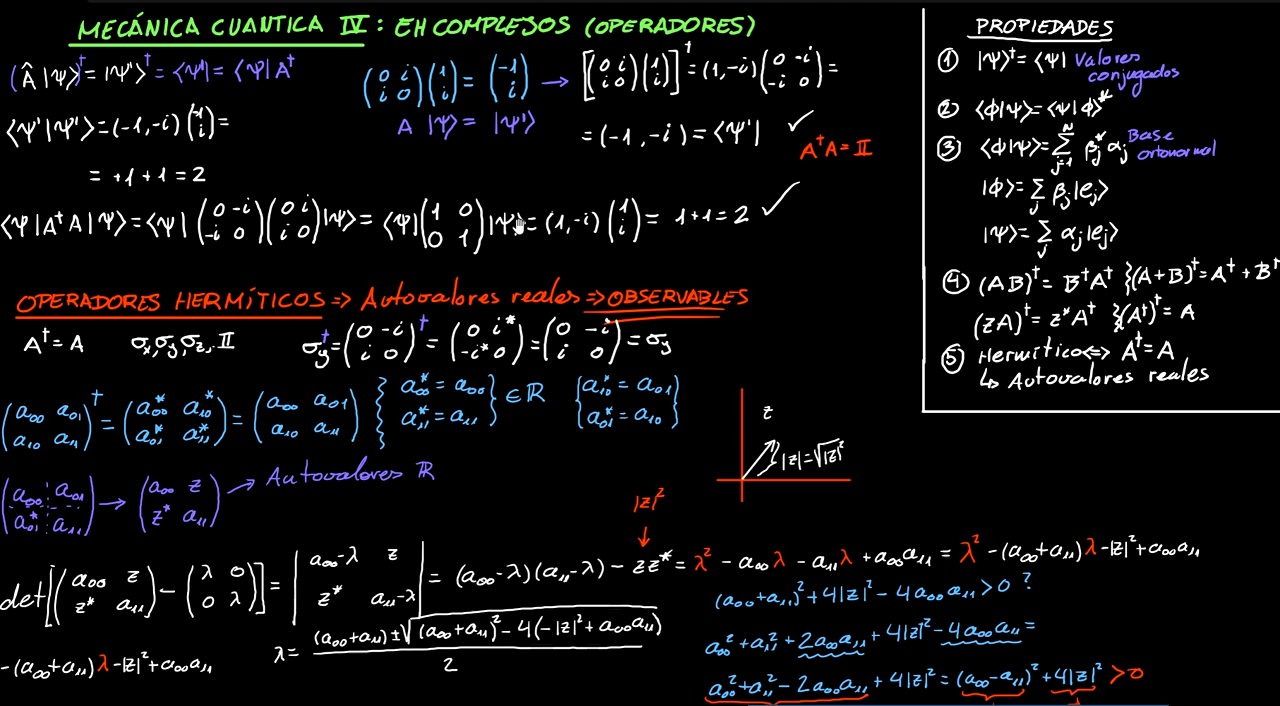 MECÁNICA CUANTICA IV: EH COMPLEJOS (OPERADORES)
(Â|Ψ⟩)† = |Ψ'⟩† = ⟨Ψ'| = ⟨Ψ|A†
⟨Ψ'|Ψ'⟩ = (-1, -i) (-1 ; i) =
= +1 + 1 = 2
(0 i ; i 0) (1 ; i) = (-1 ; i) →
A |Ψ⟩ = |Ψ'⟩
[(0 i ; i 0) (1 ; i)]† = (1, -i) (0 -i ; -i 0) =
= (-1, -i) = ⟨Ψ'| ✓
A†A = II
⟨Ψ|A†A|Ψ⟩ = ⟨Ψ| (0 -i ; -i 0) (0 i ; i 0) |Ψ⟩ = ⟨Ψ| (1 0 ; 0 1) |Ψ⟩ = (1, -i) (1 ; i) = 1 + 1 = 2 ✓
OPERADORES HERMÍTICOS => Autovalores reales => OBSERVABLES
A† = A σx, σy, σz, II σy† = (0 -i ; i 0)† = (0 i* ; -i* 0) = (0 -i ; i 0) = σy
(a₀₀ a₀₁ ; a₁₀ a₁₁)† = (a₀₀* a₁₀* ; a₀₁* a₁₁*) = (a₀₀ a₀₁ ; a₁₀ a₁₁) { a₀₀* = a₀₀ ; a₁₁* = a₁₁ } ∈ ℝ { a₁₀* = a₀₁ ; a₀₁* = a₁₀ }
(a₀₀ a₀₁ ; a₀₁* a₁₁) → (a₀₀ z ; z* a₁₁) → Autovalores ℝ
z
|z| = √|z|²
|z|²
↓
det[(a₀₀ z ; z* a₁₁) - (λ 0 ; 0 λ)] = |a₀₀-λ z ; z* a₁₁-λ| = (a₀₀-λ)(a₁₁-λ) - zz* = λ² - a₀₀λ - a₁₁λ + a₀₀a₁₁ = λ² - (a₀₀+a₁₁)λ - |z|² + a₀₀a₁₁
-(a₀₀+a₁₁)λ - |z|² + a₀₀a₁₁
λ = ((a₀₀+a₁₁) ± √((a₀₀+a₁₁)² - 4(-|z|² + a₀₀a₁₁))) / 2
(a₀₀+a₁₁)² + 4|z|² - 4a₀₀a₁₁ > 0 ?
a₀₀² + a₁₁² + 2a₀₀a₁₁ + 4|z|² - 4a₀₀a₁₁ =
a₀₀² + a₁₁² - 2a₀₀a₁₁ + 4|z|² = (a₀₀-a₁₁)² + 4|z|² > 0
PROPIEDADES
① |Ψ⟩† = ⟨Ψ| Valores
conjugados
② ⟨Φ|Ψ⟩ = ⟨Ψ|Φ⟩*
③ ⟨Φ|Ψ⟩ = Σ_{j=1}^{N} βj* αj Base
ortonormal
|Φ⟩ = Σj βj|ej⟩
|Ψ⟩ = Σj αj|ej⟩
④ (AB)† = B†A† } (A+B)† = A† + B†
(zA)† = z*A† } (A†)† = A
⑤ Hermítico <=> A† = A
↳ Autovalores reales